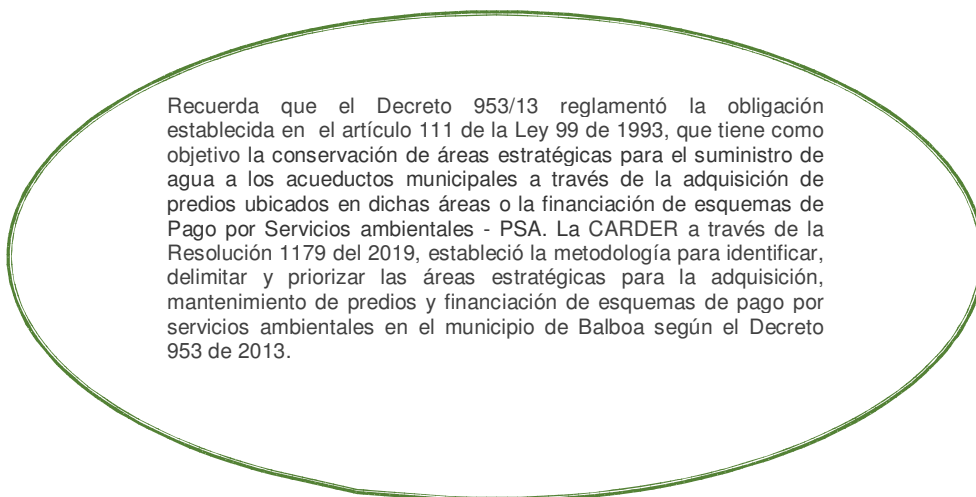 Recuerda que el Decreto 953/13 reglamentó la obligación
establecida en el artículo 111 de la Ley 99 de 1993, que tiene como
objetivo la conservación de áreas estratégicas para el suministro de
agua a los acueductos municipales a través de la adquisición de
predios ubicados en dichas áreas o la financiación de esquemas de
Pago por Servicios ambientales - PSA. La CARDER a través de la
Resolución 1179 del 2019, estableció la metodología para identificar,
delimitar y priorizar las áreas estratégicas para la adquisición,
mantenimiento de predios y financiación de esquemas de pago por
servicios ambientales en el municipio de Balboa según el Decreto
953 de 2013.